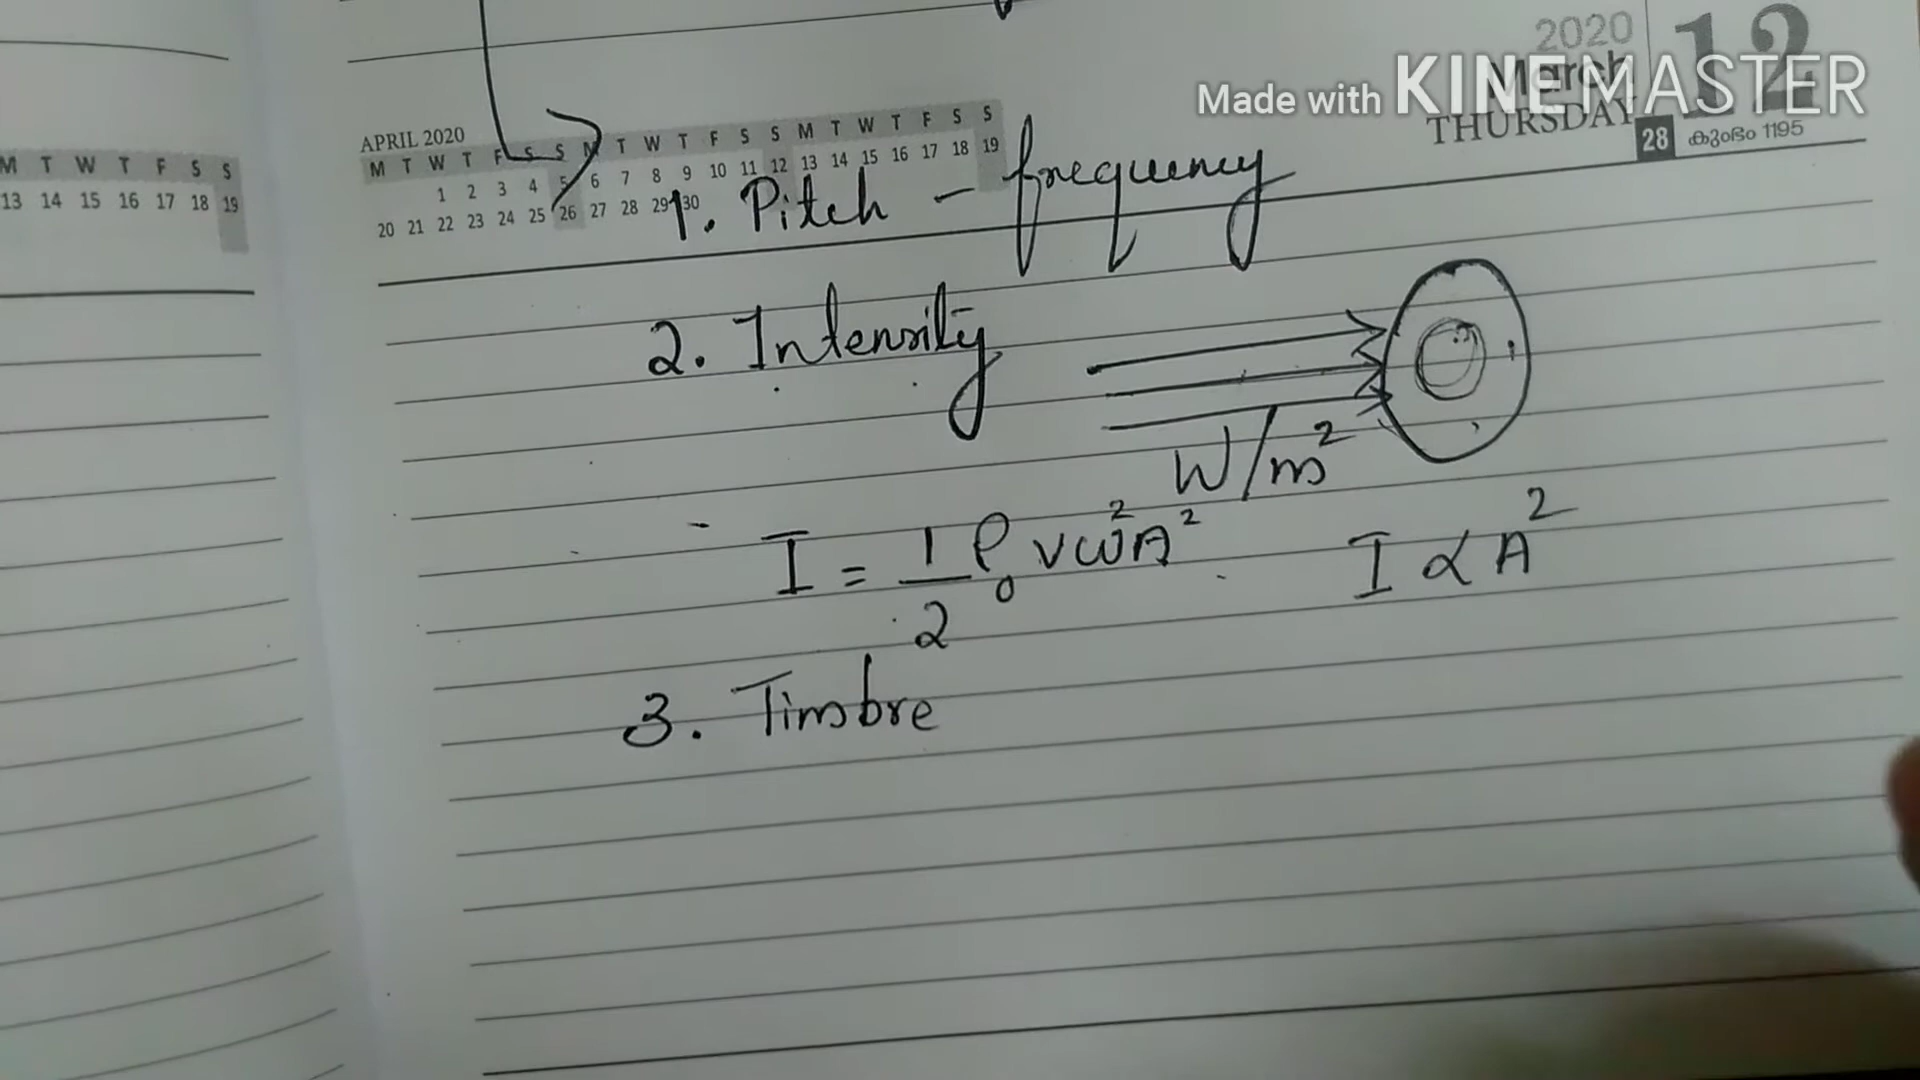 2020
March
12
THURSDAY
28 കുംഭം 1195
Made with KINEMASTER
APRIL 2020
M T W T F S S M T W T F S S M T W T F S S
1 2 3 4 5 6 7 8 9 10 11 12 13 14 15 16 17 18 19
20 21 22 23 24 25 26 27 28 29 30
M T W T F S S
13 14 15 16 17 18 19
1. Pitch - frequency
2. Intensity
W/m²
I = 1/2 ρ₀ v ω² A²
I ∝ A²
3. Timbre